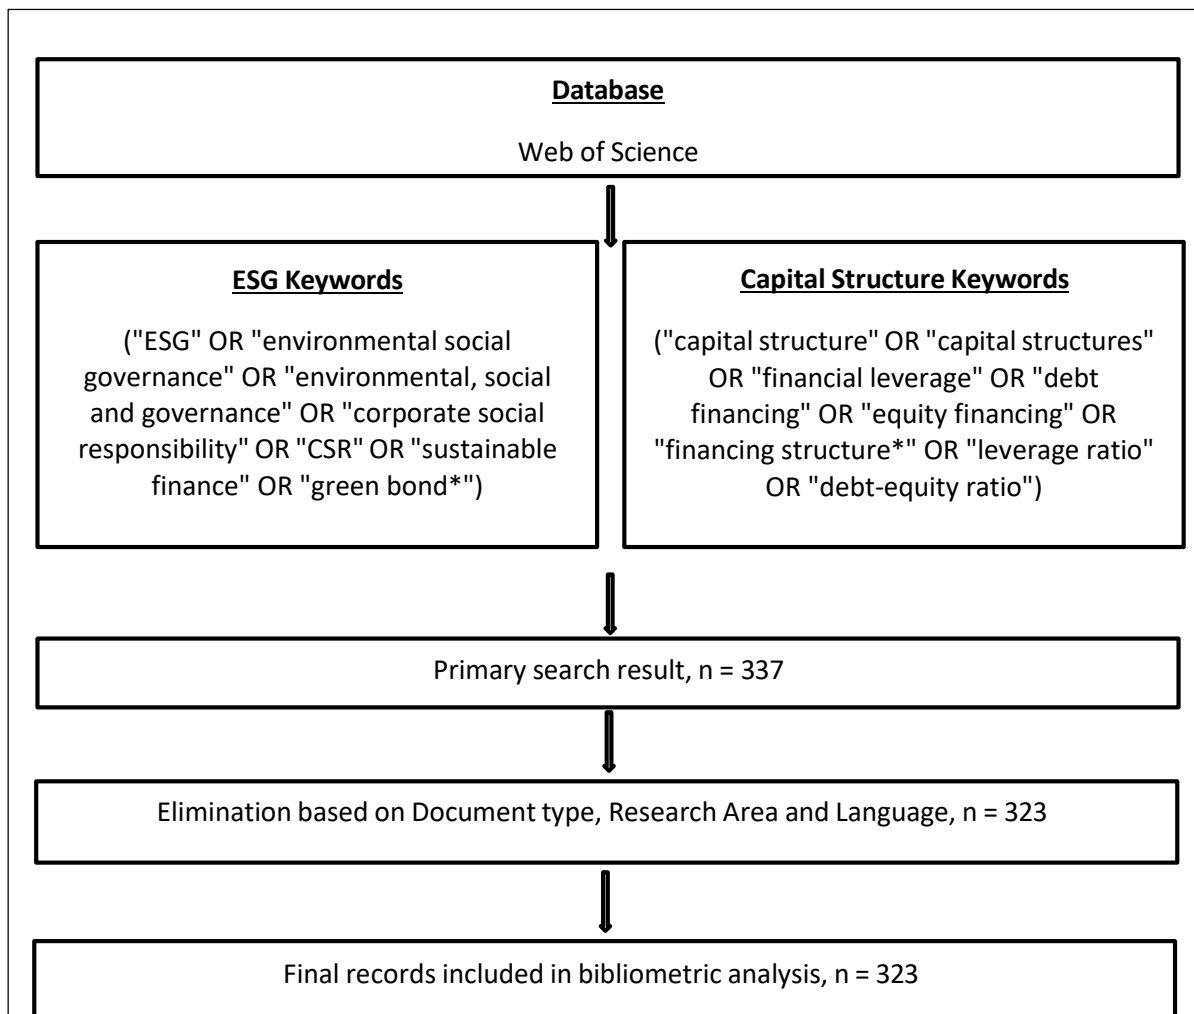 Database
Web of Science
ESG Keywords
("ESG" OR "environmental social
governance" OR "environmental, social
and governance" OR "corporate social
responsibility" OR "CSR" OR "sustainable
finance" OR "green bond*")
Capital Structure Keywords
("capital structure" OR "capital structures"
OR "financial leverage" OR "debt
financing" OR "equity financing" OR
"financing structure*" OR "leverage ratio"
OR "debt-equity ratio")
Primary search result, n = 337
Elimination based on Document type, Research Area and Language, n = 323
Final records included in bibliometric analysis, n = 323